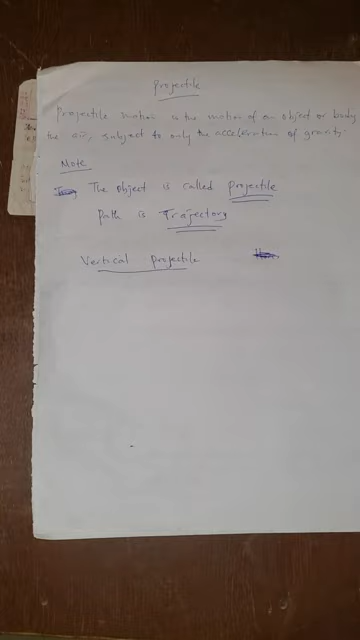 Projectile
Projectile motion is the motion of an object or body
the air, subject to only the acceleration of gravity.
Note
The object is called projectile
path is Trajectory
Vertical projectile